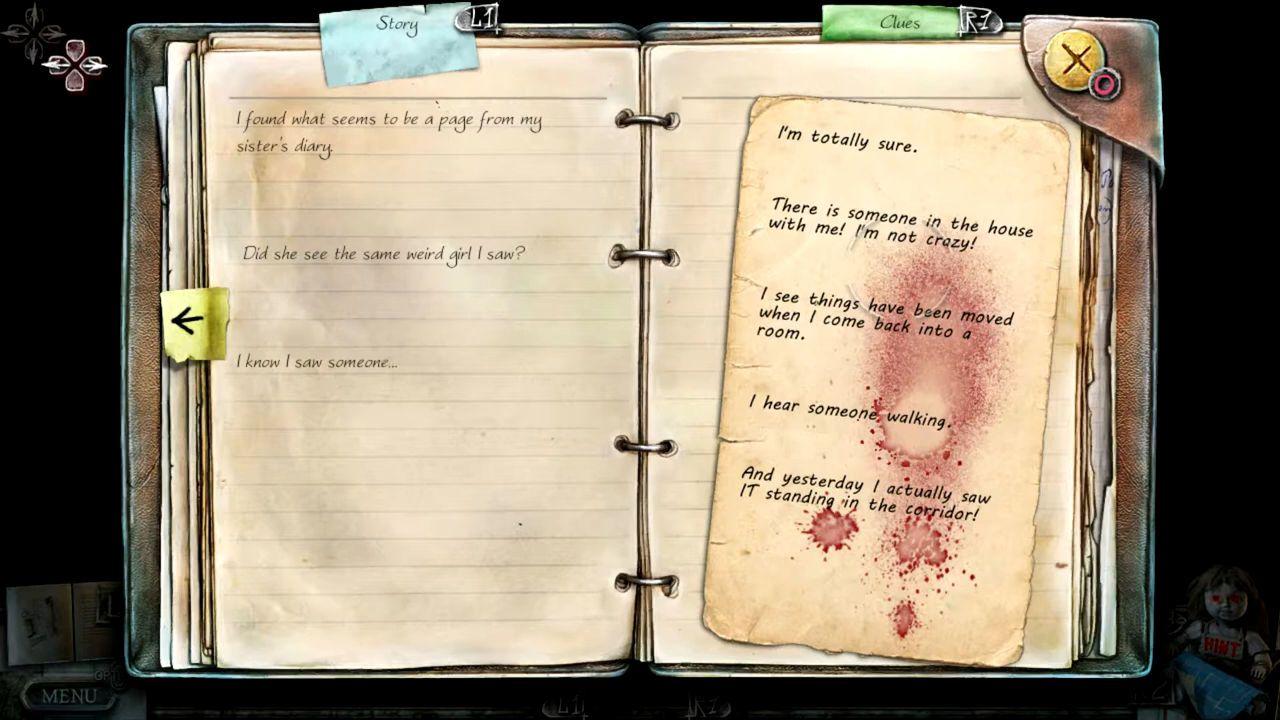 Story L1
Clues R1
I found what seems to be a page from my
sister's diary.
Did she see the same weird girl I saw?
I know I saw someone...
I'm totally sure.
There is someone in the house
with me! I'm not crazy!
I see things have been moved
when I come back into a
room.
I hear someone walking.
And yesterday I actually saw
IT standing in the corridor!
HINT
MENU
L1 R1